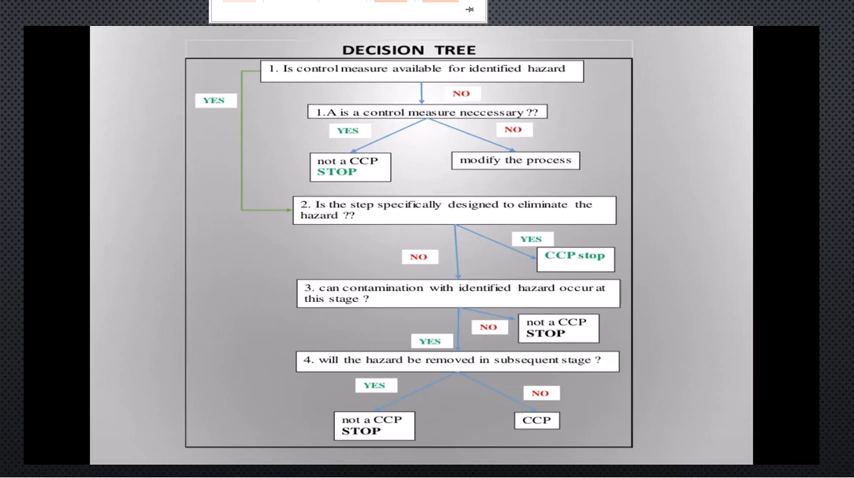 DECISION TREE
1. Is control measure available for identified hazard
YES
NO
1.A is a control measure neccessary ??
YES
NO
not a CCP
STOP
modify the process
2. Is the step specifically designed to eliminate the
hazard ??
YES
NO
CCP stop
3. can contamination with identified hazard occur at
this stage ?
NO
not a CCP
STOP
YES
4. will the hazard be removed in subsequent stage ?
YES
NO
not a CCP
STOP
CCP